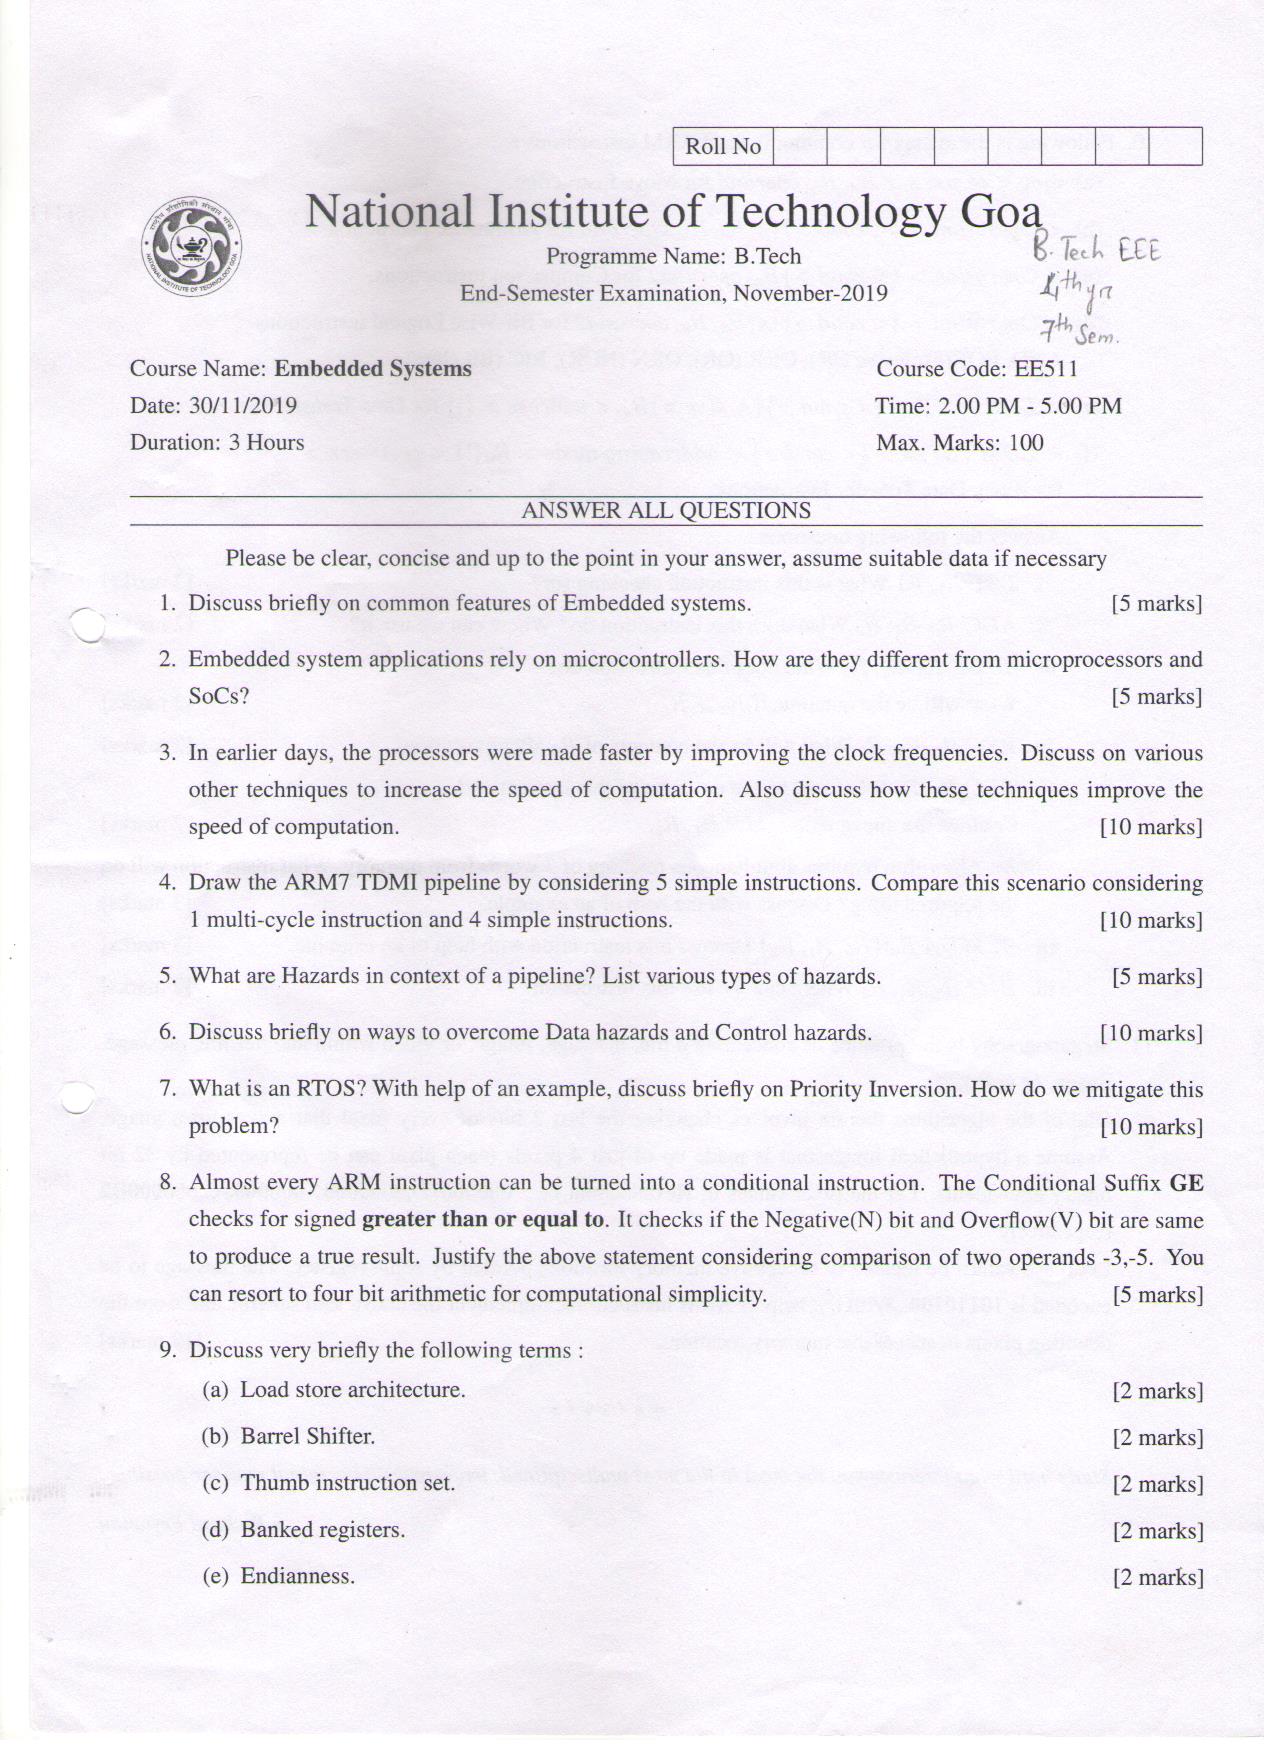 Roll No
National Institute of Technology Goa
Programme Name: B.Tech
End-Semester Examination, November-2019
B. Tech EEE
4th yr
7th Sem.
Course Name: Embedded Systems Course Code: EE511
Date: 30/11/2019 Time: 2.00 PM - 5.00 PM
Duration: 3 Hours Max. Marks: 100
ANSWER ALL QUESTIONS
Please be clear, concise and up to the point in your answer, assume suitable data if necessary
1. Discuss briefly on common features of Embedded systems. [5 marks]
2. Embedded system applications rely on microcontrollers. How are they different from microprocessors and
SoCs? [5 marks]
3. In earlier days, the processors were made faster by improving the clock frequencies. Discuss on various
other techniques to increase the speed of computation. Also discuss how these techniques improve the
speed of computation. [10 marks]
4. Draw the ARM7 TDMI pipeline by considering 5 simple instructions. Compare this scenario considering
1 multi-cycle instruction and 4 simple instructions. [10 marks]
5. What are Hazards in context of a pipeline? List various types of hazards. [5 marks]
6. Discuss briefly on ways to overcome Data hazards and Control hazards. [10 marks]
7. What is an RTOS? With help of an example, discuss briefly on Priority Inversion. How do we mitigate this
problem? [10 marks]
8. Almost every ARM instruction can be turned into a conditional instruction. The Conditional Suffix GE
checks for signed greater than or equal to. It checks if the Negative(N) bit and Overflow(V) bit are same
to produce a true result. Justify the above statement considering comparison of two operands -3,-5. You
can resort to four bit arithmetic for computational simplicity. [5 marks]
9. Discuss very briefly the following terms :
(a) Load store architecture. [2 marks]
(b) Barrel Shifter. [2 marks]
(c) Thumb instruction set. [2 marks]
(d) Banked registers. [2 marks]
(e) Endianness. [2 marks]